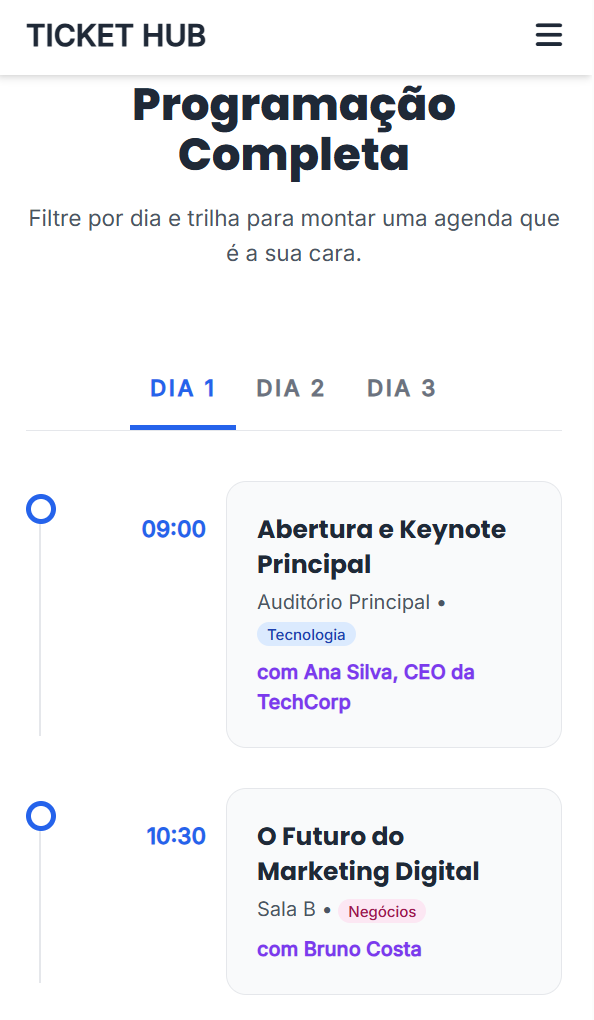 TICKET HUB
Programação
Completa
Filtre por dia e trilha para montar uma agenda que
é a sua cara.
DIA 1 DIA 2 DIA 3
09:00
Abertura e Keynote
Principal
Auditório Principal •
Tecnologia
com Ana Silva, CEO da
TechCorp
10:30
O Futuro do
Marketing Digital
Sala B • Negócios
com Bruno Costa